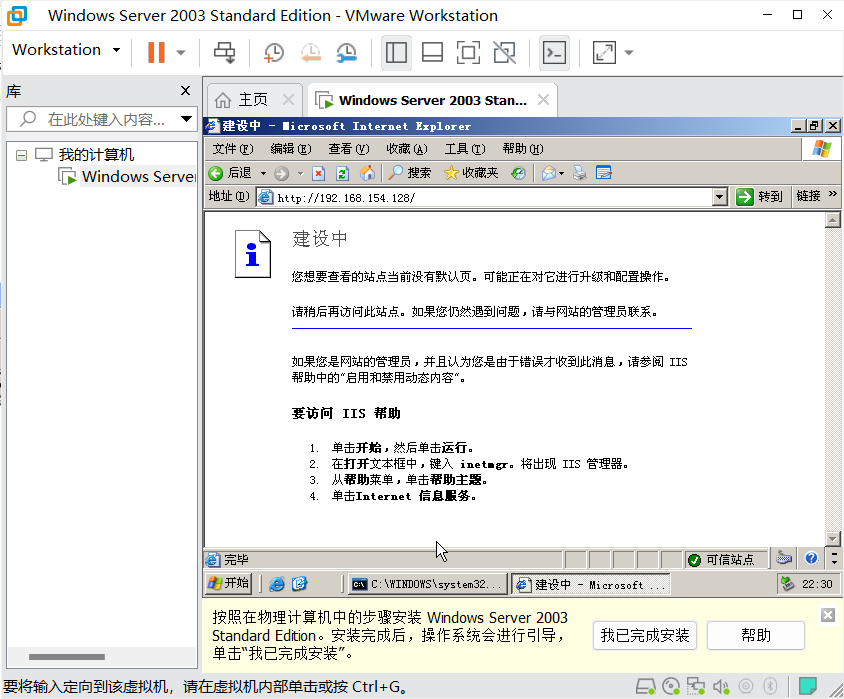 Windows Server 2003 Standard Edition - VMware Workstation
Workstation
库
在此处键入内容...
我的计算机
Windows Serve
主页
Windows Server 2003 Stan...
建设中 - Microsoft Internet Explorer
文件(F) 编辑(E) 查看(V) 收藏(A) 工具(T) 帮助(H)
后退 搜索 收藏夹
地址(D) http://192.168.154.128/ 转到 链接 »
建设中
您想要查看的站点当前没有默认页。可能正在对它进行升级和配置操作。
请稍后再访问此站点。如果您仍然遇到问题，请与网站的管理员联系。
如果您是网站的管理员，并且认为您是由于错误才收到此消息，请参阅 IIS
帮助中的"启用和禁用动态内容"。
要访问 IIS 帮助
1. 单击开始，然后单击运行。
2. 在打开文本框中，键入 inetmgr。将出现 IIS 管理器。
3. 从帮助菜单，单击帮助主题。
4. 单击Internet 信息服务。
完毕 可信站点
开始 C:\WINDOWS\system32... 建设中 - Microsoft ... 22:30
按照在物理计算机中的步骤安装 Windows Server 2003
Standard Edition。安装完成后，操作系统会进行引导，
单击“我已完成安装”。
我已完成安装 帮助
要将输入定向到该虚拟机，请在虚拟机内部单击或按 Ctrl+G。